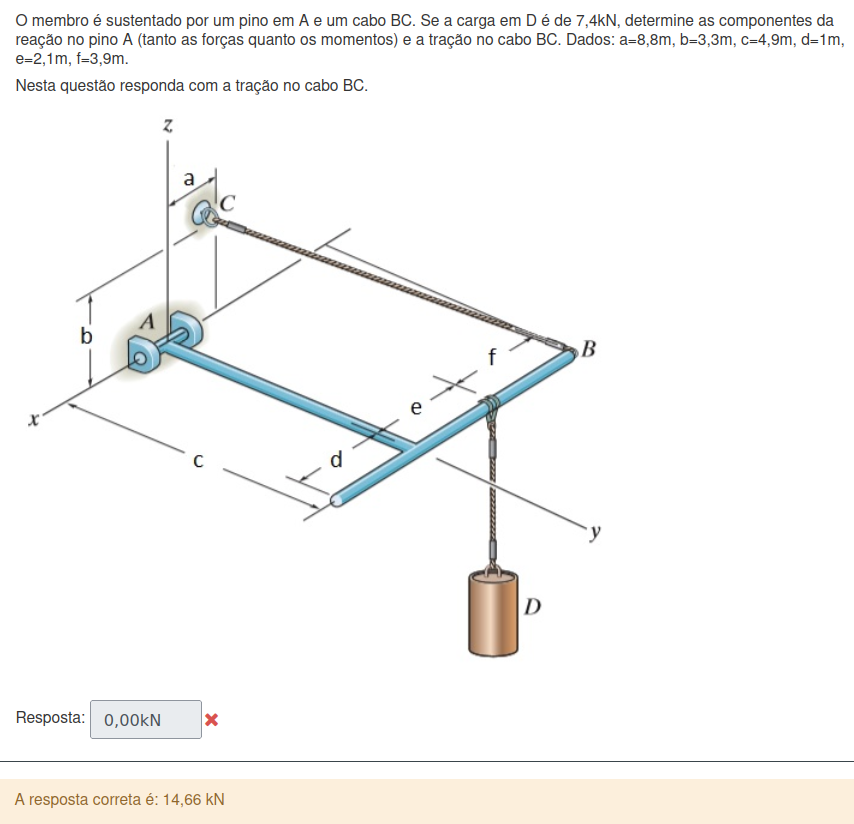 O membro é sustentado por um pino em A e um cabo BC. Se a carga em D é de 7,4kN, determine as componentes da
reação no pino A (tanto as forças quanto os momentos) e a tração no cabo BC. Dados: a=8,8m, b=3,3m, c=4,9m, d=1m,
e=2,1m, f=3,9m.
Nesta questão responda com a tração no cabo BC.
z
a
C
A
b
B
f
e
x
c
d
y
D
Resposta: 0,00kN
A resposta correta é: 14,66 kN